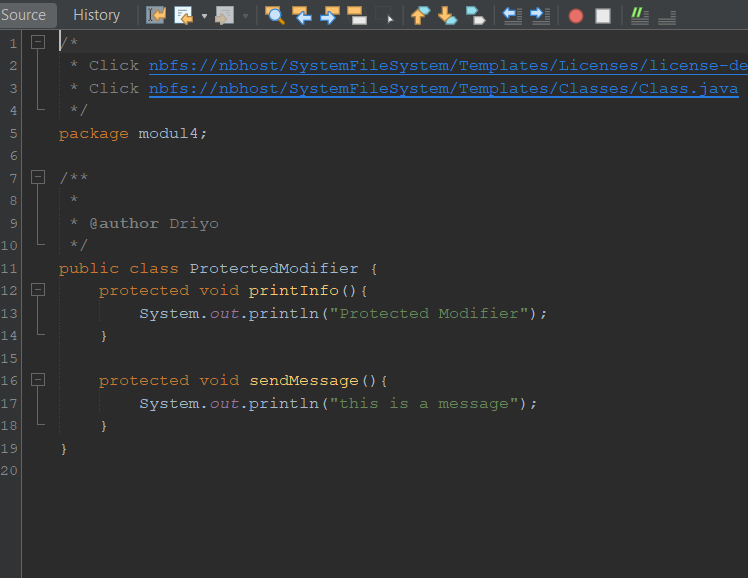 Source History
1 /*
2 * Click nbfs://nbhost/SystemFileSystem/Templates/Licenses/license-de
3 * Click nbfs://nbhost/SystemFileSystem/Templates/Classes/Class.java
4 */
5 package modul4;
6
7 /**
8 *
9 * @author Driyo
10 */
11 public class ProtectedModifier {
12 protected void printInfo(){
13 System.out.println("Protected Modifier");
14 }
15
16 protected void sendMessage(){
17 System.out.println("this is a message");
18 }
19 }
20